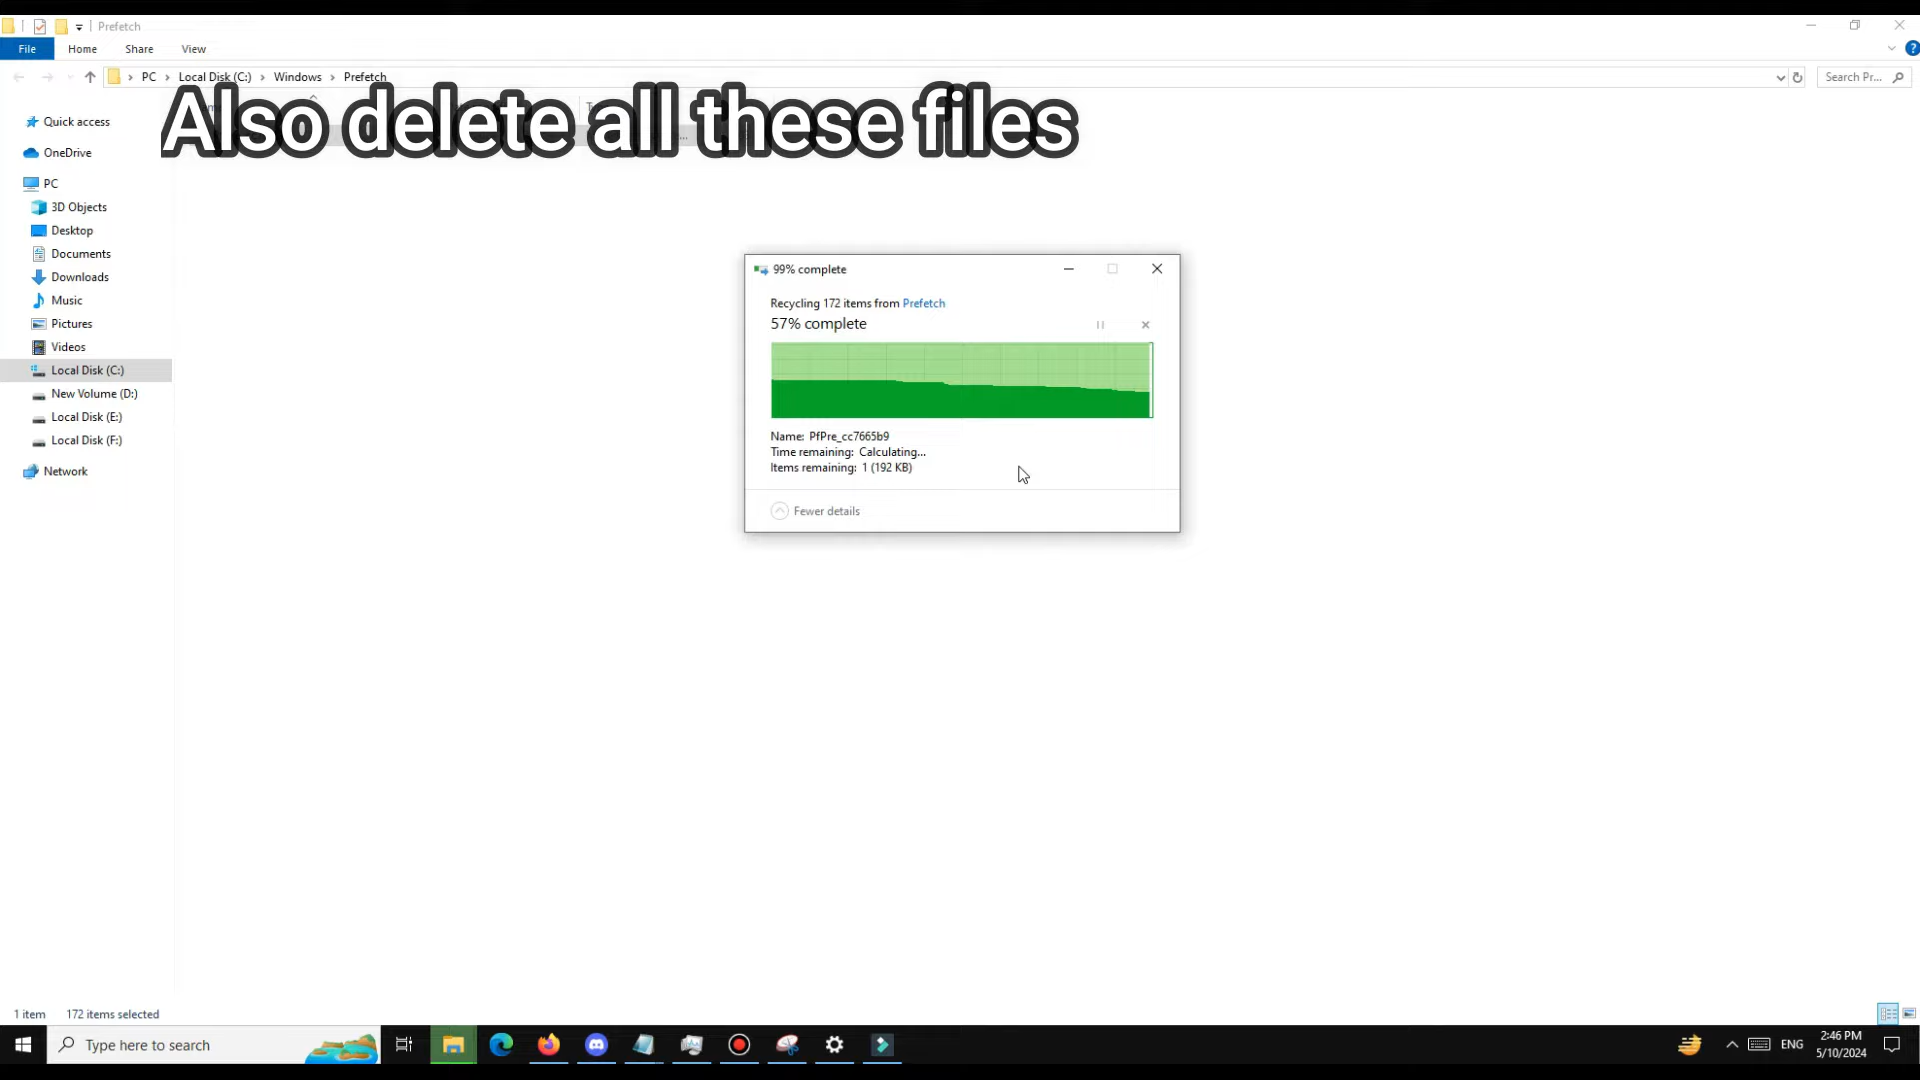 Prefetch
File Home Share View
PC Local Disk (C:) Windows Prefetch
Search Pr...
Also delete all these files
Quick access
OneDrive
PC
3D Objects
Desktop
Documents
Downloads
Music
Pictures
Videos
Local Disk (C:)
New Volume (D:)
Local Disk (E:)
Local Disk (F:)
Network
99% complete
Recycling 172 items from Prefetch
57% complete
Name: PfPre_cc7665b9
Time remaining: Calculating...
Items remaining: 1 (192 KB)
Fewer details
1 item 172 items selected
Type here to search
ENG
2:46 PM
5/10/2024